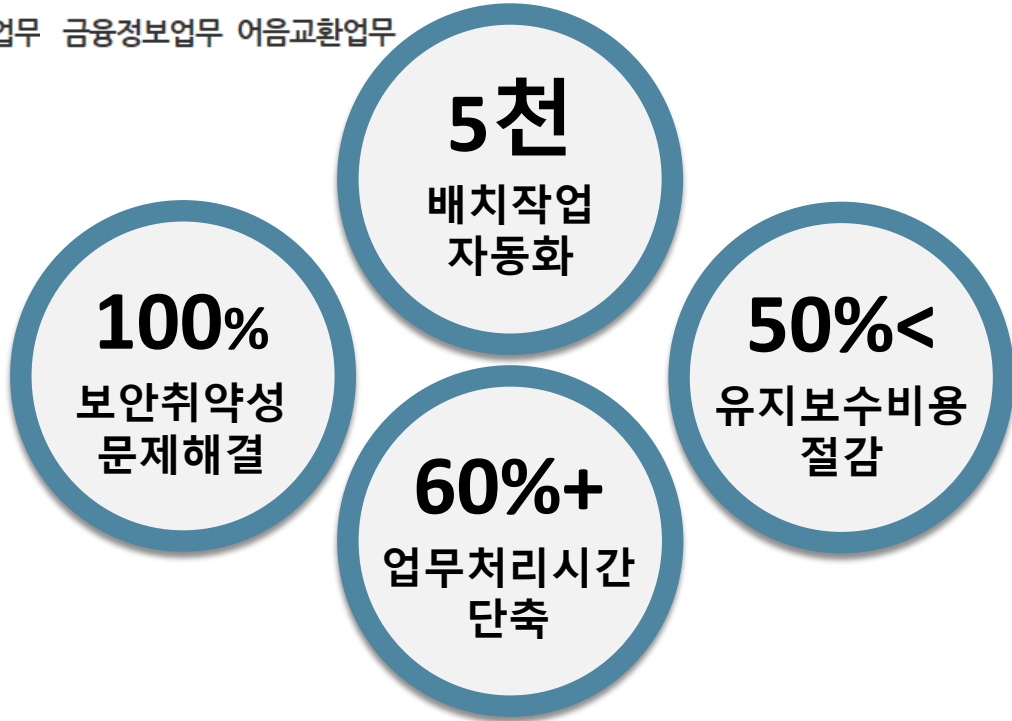 업무 금융정보업무 어음교환업무
5천
배치작업
자동화
100%
보안취약성
문제해결
50%<
유지보수비용
절감
60%+
업무처리시간
단축